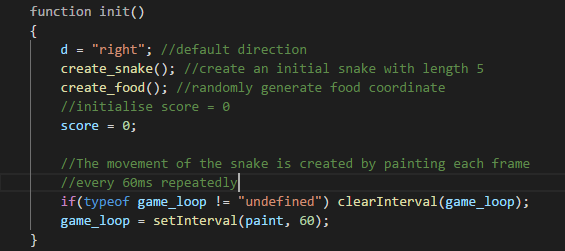 function init()
{
d = "right"; //default direction
create_snake(); //create an initial snake with length 5
create_food(); //randomly generate food coordinate
//initialise score = 0
score = 0;
//The movement of the snake is created by painting each frame
//every 60ms repeatedly
if(typeof game_loop != "undefined") clearInterval(game_loop);
game_loop = setInterval(paint, 60);
}